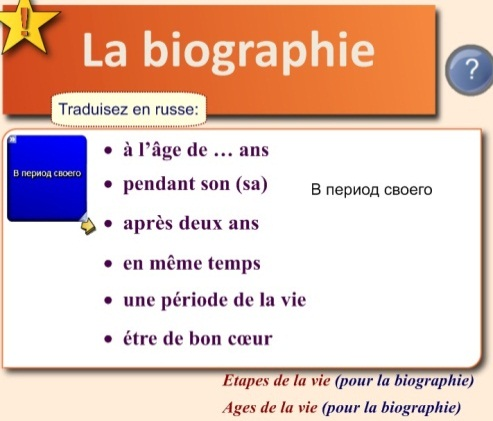 !
La biographie
?
Traduisez en russe:
В период своего
• à l'âge de … ans
• pendant son (sa)
В период своего
• après deux ans
• en même temps
• une période de la vie
• étre de bon cœur
Etapes de la vie (pour la biographie)
Ages de la vie (pour la biographie)